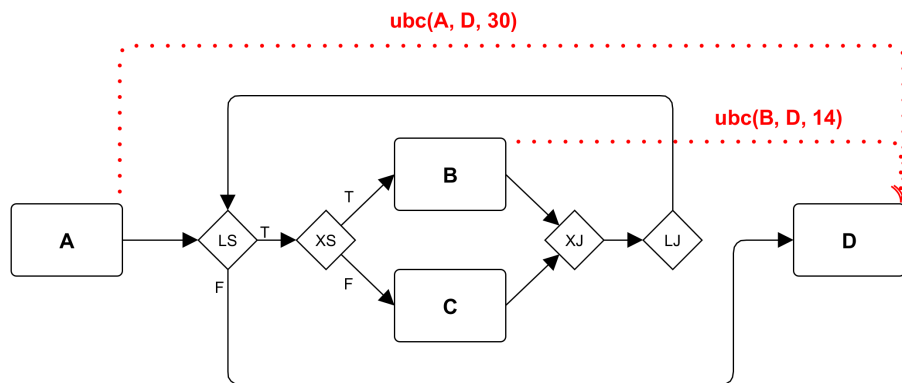 ubc(A, D, 30)
ubc(B, D, 14)
B
T
A
LS
T
XS
XJ
LJ
D
F
F
C